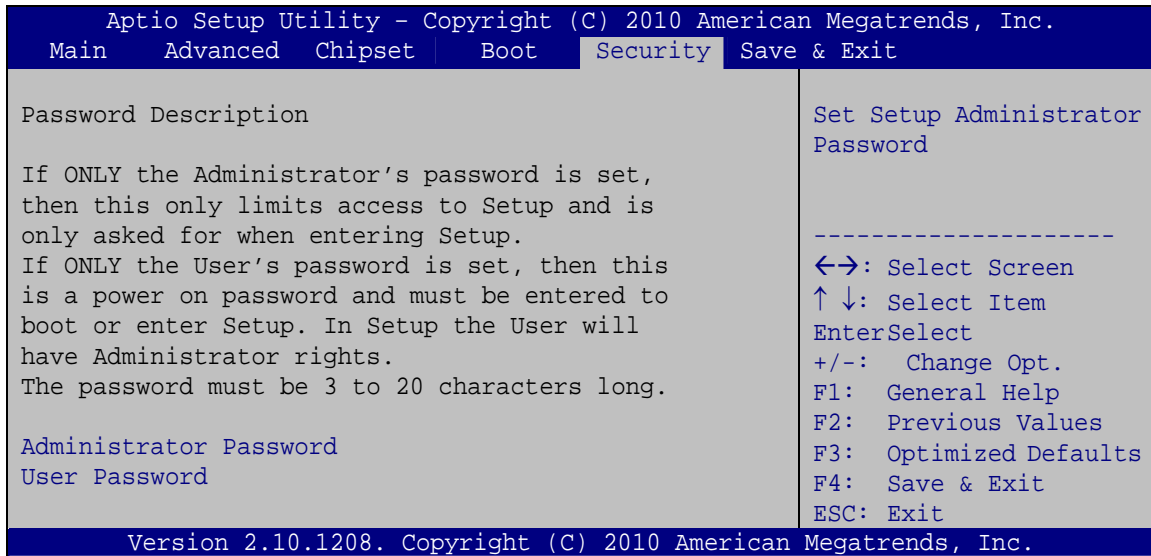 Aptio Setup Utility – Copyright (C) 2010 American Megatrends, Inc.
Main Advanced Chipset Boot Security Save & Exit
Password Description
If ONLY the Administrator’s password is set,
then this only limits access to Setup and is
only asked for when entering Setup.
If ONLY the User’s password is set, then this
is a power on password and must be entered to
boot or enter Setup. In Setup the User will
have Administrator rights.
The password must be 3 to 20 characters long.
Administrator Password
User Password
Set Setup Administrator
Password
---------------------
←→: Select Screen
↑ ↓: Select Item
EnterSelect
+/-: Change Opt.
F1: General Help
F2: Previous Values
F3: Optimized Defaults
F4: Save & Exit
ESC: Exit
Version 2.10.1208. Copyright (C) 2010 American Megatrends, Inc.